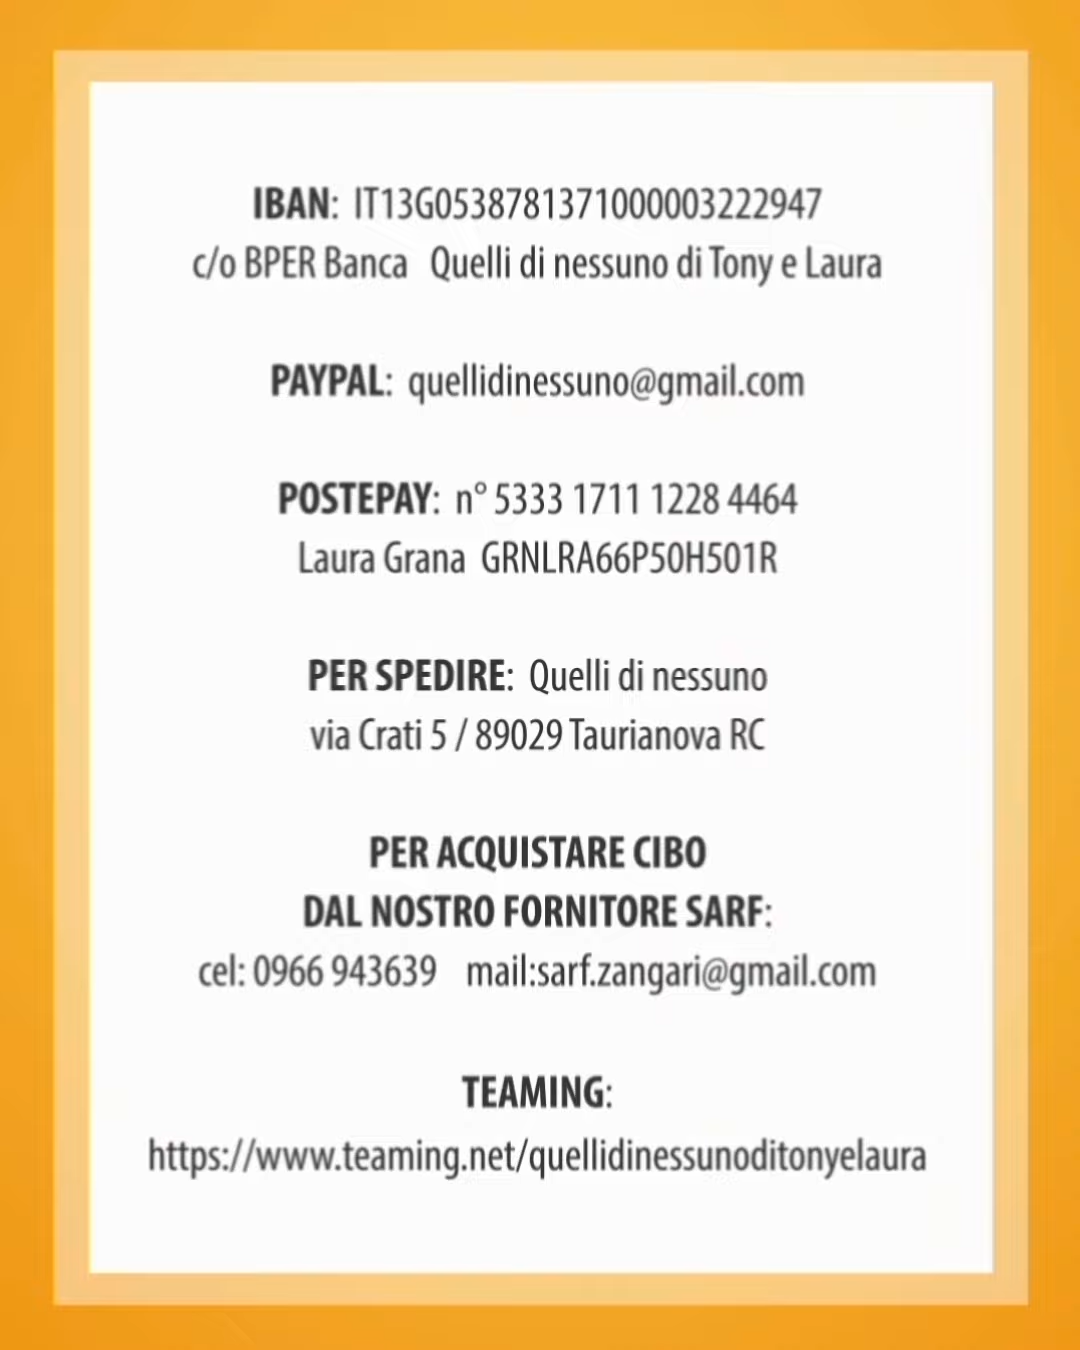 IBAN: IT13G0538781371000003222947
c/o BPER Banca Quelli di nessuno di Tony e Laura
PAYPAL: quellidinessuno@gmail.com
POSTEPAY: n° 5333 1711 1228 4464
Laura Grana GRNLRA66P50H501R
PER SPEDIRE: Quelli di nessuno
via Crati 5 / 89029 Taurianova RC
PER ACQUISTARE CIBO
DAL NOSTRO FORNITORE SARF:
cel: 0966 943639 mail:sarf.zangari@gmail.com
TEAMING:
https://www.teaming.net/quellidinessunoditonyelaura